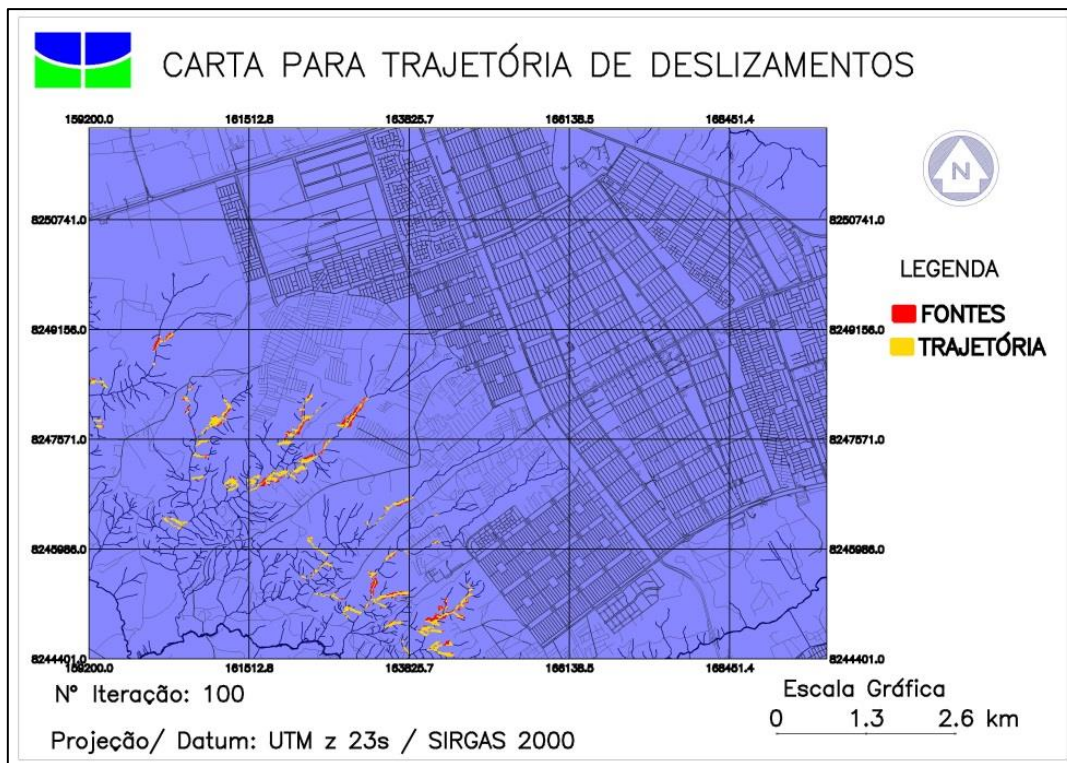 CARTA PARA TRAJETÓRIA DE DESLIZAMENTOS
159200.0 161512.8 163825.7 166138.5 168451.4
N
8250741.0 8250741.0
LEGENDA
FONTES
8249156.0 8249156.0
TRAJETÓRIA
8247571.0 8247571.0
8245986.0 8245986.0
8244401.0 8244401.0
159200.0 161512.8 163825.7 166138.5 168451.4
N° Iteração: 100
Escala Gráfica
0 1.3 2.6 km
Projeção/ Datum: UTM z 23s / SIRGAS 2000